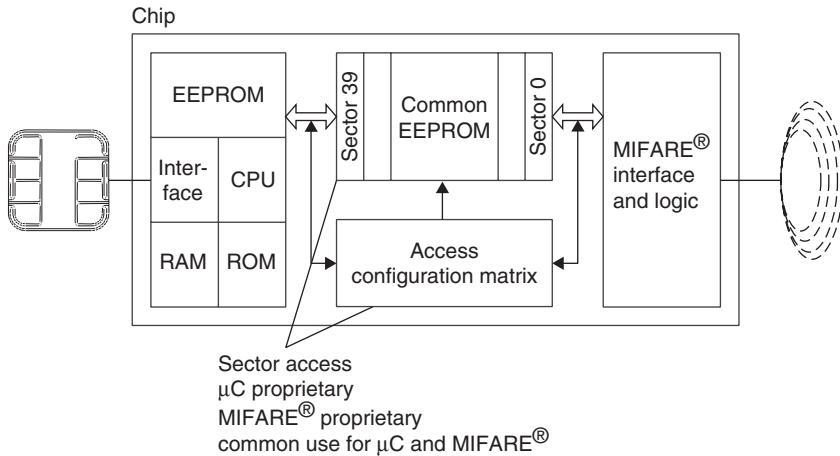 Chip
EEPROM
Inter-
face
CPU
RAM
ROM
Sector 39
Common
EEPROM
Sector 0
Access
configuration matrix
MIFARE®
interface
and logic
Sector access
μC proprietary
MIFARE® proprietary
common use for μC and MIFARE®